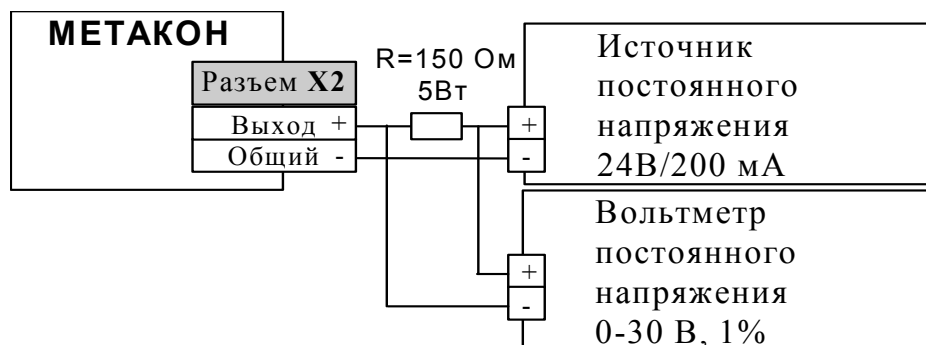 МЕТАКОН
Разъем X2
Выход +
Общий -
R=150 Ом
5Вт
+
-
Источник
постоянного
напряжения
24В/200 мА
+
-
Вольтметр
постоянного
напряжения
0-30 В, 1%